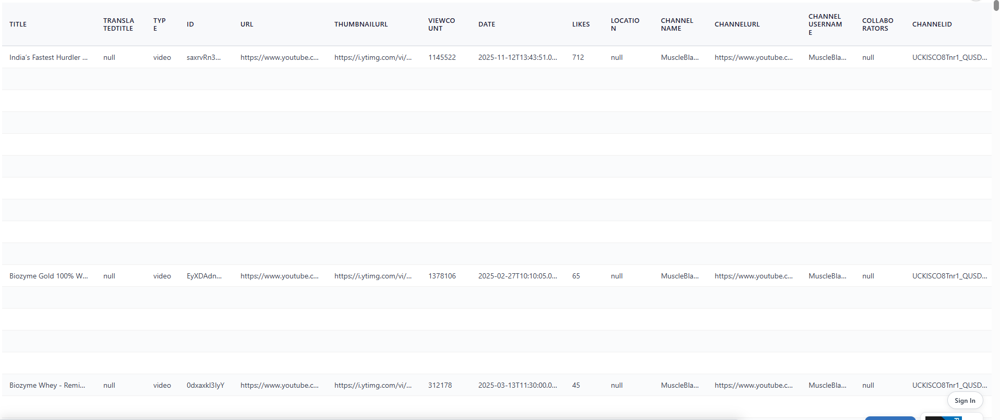 TITLE TRANSLA TEDTITLE TYP E ID URL THUMBNAILURL VIEWCO UNT DATE LIKES LOCATIO N CHANNEL NAME CHANNELURL CHANNEL USERNAM E COLLABO RATORS CHANNELID
India's Fastest Hurdler ... null video saxrvRn3... https://www.youtube.c... https://i.ytimg.com/vi/... 1145522 2025-11-12T13:43:51.0... 712 null MuscleBla... https://www.youtube.c... MuscleBla... null UCKISCO8Tnr1_QUSD...
Biozyme Gold 100% W... null video EyXDAdn... https://www.youtube.c... https://i.ytimg.com/vi/... 1378106 2025-02-27T10:10:05.0... 65 null MuscleBla... https://www.youtube.c... MuscleBla... null UCKISCO8Tnr1_QUSD...
Biozyme Whey - Remi... null video 0dxaxkl3lyY https://www.youtube.c... https://i.ytimg.com/vi/... 312178 2025-03-13T11:30:00.0... 45 null MuscleBla... https://www.youtube.c... MuscleBla... null UCKISCO8Tnr1_QUSD...
Sign In